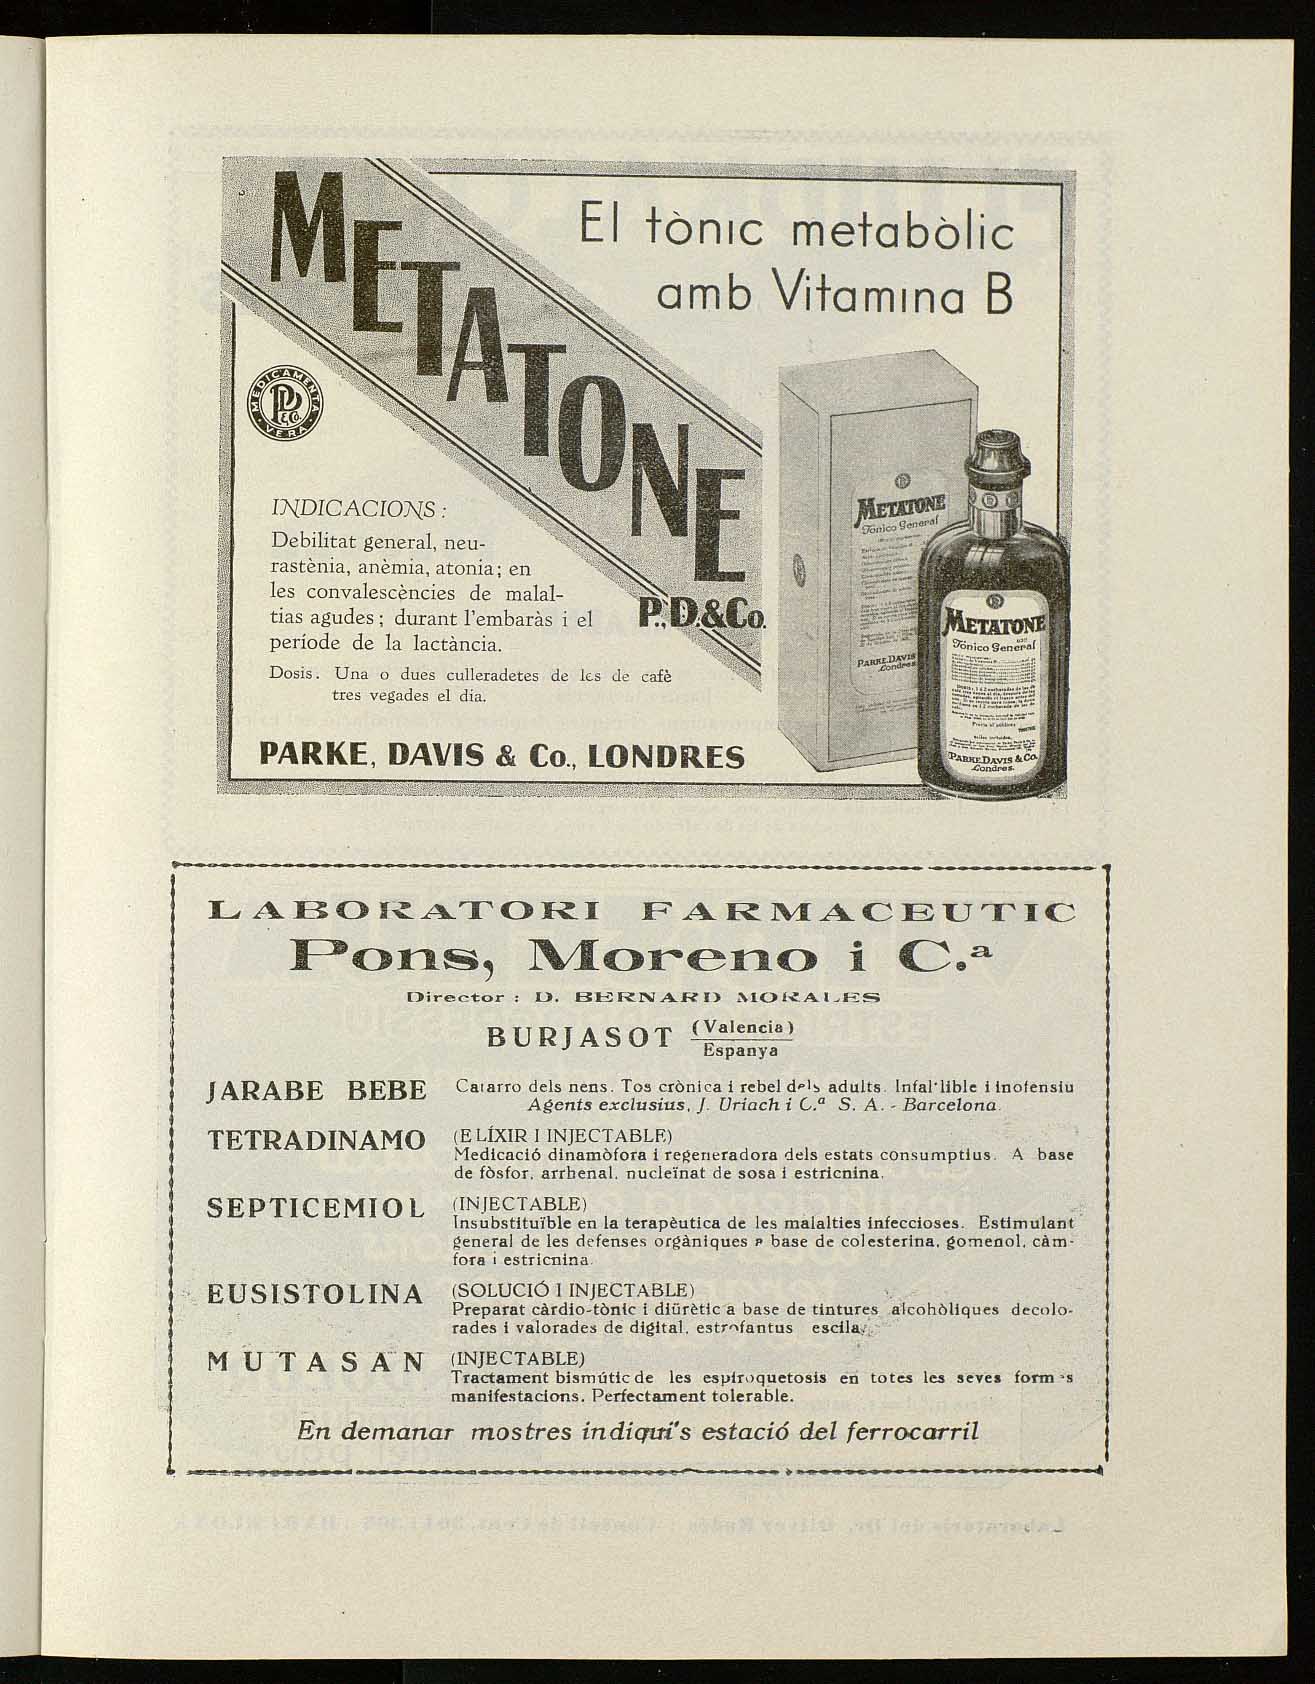 METATONE
P., D. & Co.
El tònic metabòlic
amb Vitamina B
MEDICAMENTA VERA
P D & Co.
INDICACIONS :
Debilitat general, neu-
rastènia, anèmia, atonia; en
les convalescències de malal-
tias agudes; durant l'embaràs i el
període de la lactància.
Dosis. Una o dues culleradetes de les de cafè
tres vegades el dia.
PARKE, DAVIS & Co., LONDRES
METATONE
Tónico General
PARKE, DAVIS
Londres
METATONE
Tónico General
PARKE, DAVIS & Co.
Londres.
LABORATORI FARMACEUTIC
Pons, Moreno i C.ª
Director : D. BERNARD MORALES
BURJASOT (Valencia)
Espanya
JARABE BEBE Catarro dels nens. Tos crònica i rebel dels adults. Infal·lible i inofensiu
Agents exclusius, J. Uriach i C.ª S. A. - Barcelona.
TETRADINAMO (ELÍXIR I INJECTABLE)
Medicació dinamòfora i regeneradora dels estats consumptius. A base
de fòsfor, arrhenal, nucleïnat de sosa i estricnina.
SEPTICEMIOL (INJECTABLE)
Insubstituïble en la terapèutica de les malalties infeccioses. Estimulant
general de les defenses orgàniques a base de colesterina, gomenol, càm-
fora i estricnina.
EUSISTOLINA (SOLUCIÓ I INJECTABLE)
Preparat càrdio-tònic i diürètic a base de tintures alcohòliques decolo-
rades i valorades de digital, estrofantus escila.
MUTASAN (INJECTABLE)
Tractament bismútic de les espiroquetosis en totes les seves formes
manifestacions. Perfectament tolerable.
En demanar mostres indiqui's estació del ferrocarril